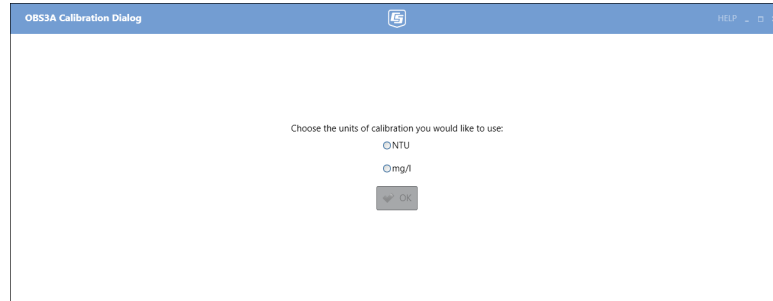 OBS3A Calibration Dialog
HELP
Choose the units of calibration you would like to use:
NTU
mg/l
OK